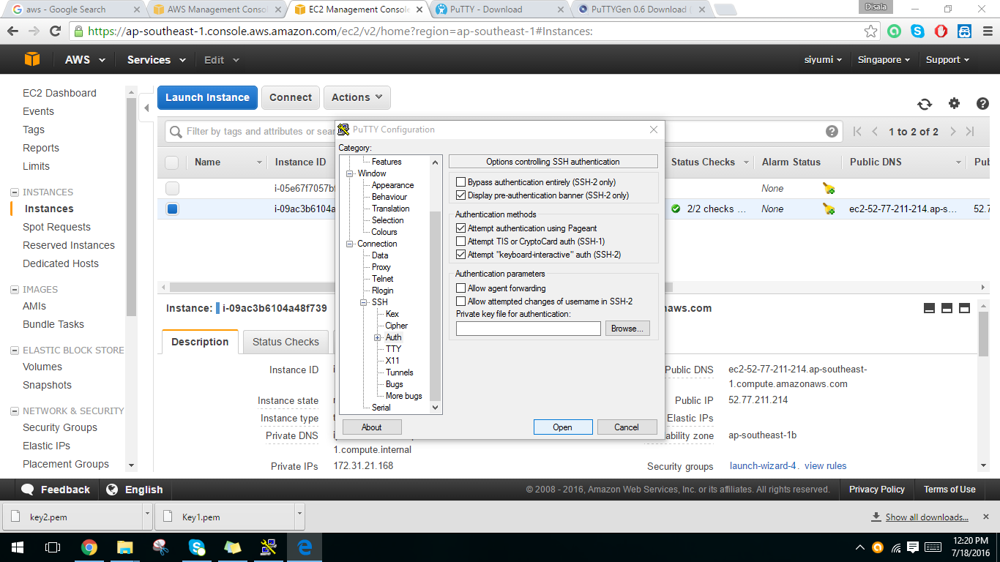 aws - Google Search
AWS Management Consol
EC2 Management Console
PuTTY - Download
PuTTYGen 0.6 Download
Disala
https://ap-southeast-1.console.aws.amazon.com/ec2/v2/home?region=ap-southeast-1#Instances:
AWS Services Edit siyumi Singapore Support
EC2 Dashboard
Events
Tags
Reports
Limits
INSTANCES
Instances
Spot Requests
Reserved Instances
Dedicated Hosts
IMAGES
AMIs
Bundle Tasks
ELASTIC BLOCK STORE
Volumes
Snapshots
NETWORK & SECURITY
Security Groups
Elastic IPs
Placement Groups
Launch Instance Connect Actions
Filter by tags and attributes or sear
1 to 2 of 2
Name Instance ID Status Checks Alarm Status Public DNS Pul
i-05e67f7057b None
i-09ac3b6104a 2/2 checks ... None ec2-52-77-211-214.ap-s... 52.7
PuTTY Configuration
Category:
Features
Window
Appearance
Behaviour
Translation
Selection
Colours
Connection
Data
Proxy
Telnet
Rlogin
SSH
Kex
Cipher
Auth
TTY
X11
Tunnels
Bugs
More bugs
Serial
Options controlling SSH authentication
Bypass authentication entirely (SSH-2 only)
Display pre-authentication banner (SSH-2 only)
Authentication methods
Attempt authentication using Pageant
Attempt TIS or CryptoCard auth (SSH-1)
Attempt "keyboard-interactive" auth (SSH-2)
Authentication parameters
Allow agent forwarding
Allow attempted changes of username in SSH-2
Private key file for authentication:
Browse...
About Open Cancel
Instance: i-09ac3b6104a48f739 naws.com
Description Status Checks
Instance ID i
Instance state
Instance type t
Private DNS i
1.compute.internal
Private IPs 172.31.21.168
Public DNS ec2-52-77-211-214.ap-southeast-
1.compute.amazonaws.com
Public IP 52.77.211.214
Elastic IPs
ability zone ap-southeast-1b
Security groups launch-wizard-4. view rules
Feedback English © 2008 - 2016, Amazon Web Services, Inc. or its affiliates. All rights reserved. Privacy Policy Terms of Use
key2.pem Key1.pem Show all downloads...
12:20 PM
7/18/2016